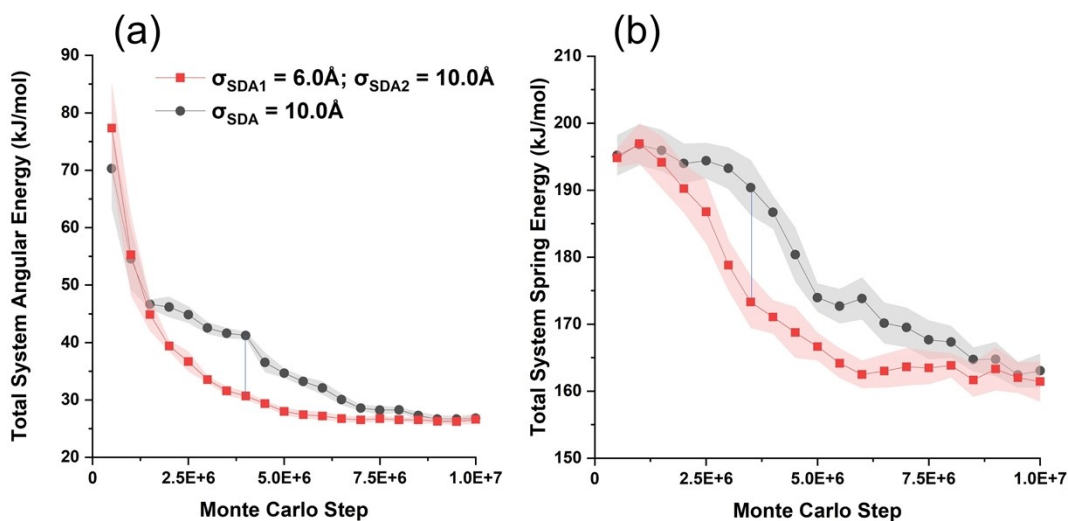 (a)
(b)
Total System Angular Energy (kJ/mol)
90
80
70
60
50
40
30
20
σSDA1 = 6.0Å; σSDA2 = 10.0Å
σSDA = 10.0Å
0
2.5E+6
5.0E+6
7.5E+6
1.0E+7
Monte Carlo Step
Total System Spring Energy (kJ/mol)
210
200
190
180
170
160
150
0
2.5E+6
5.0E+6
7.5E+6
1.0E+7
Monte Carlo Step